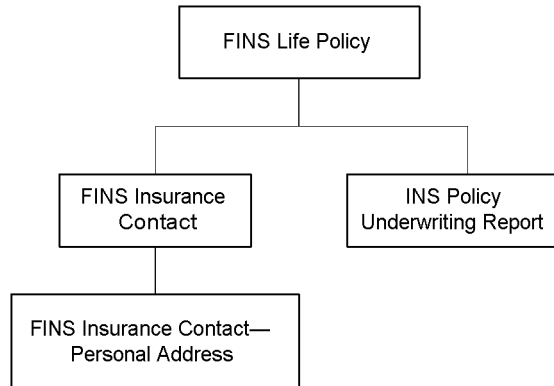 FINS Life Policy
FINS Insurance
Contact
INS Policy
Underwriting Report
FINS Insurance Contact—
Personal Address